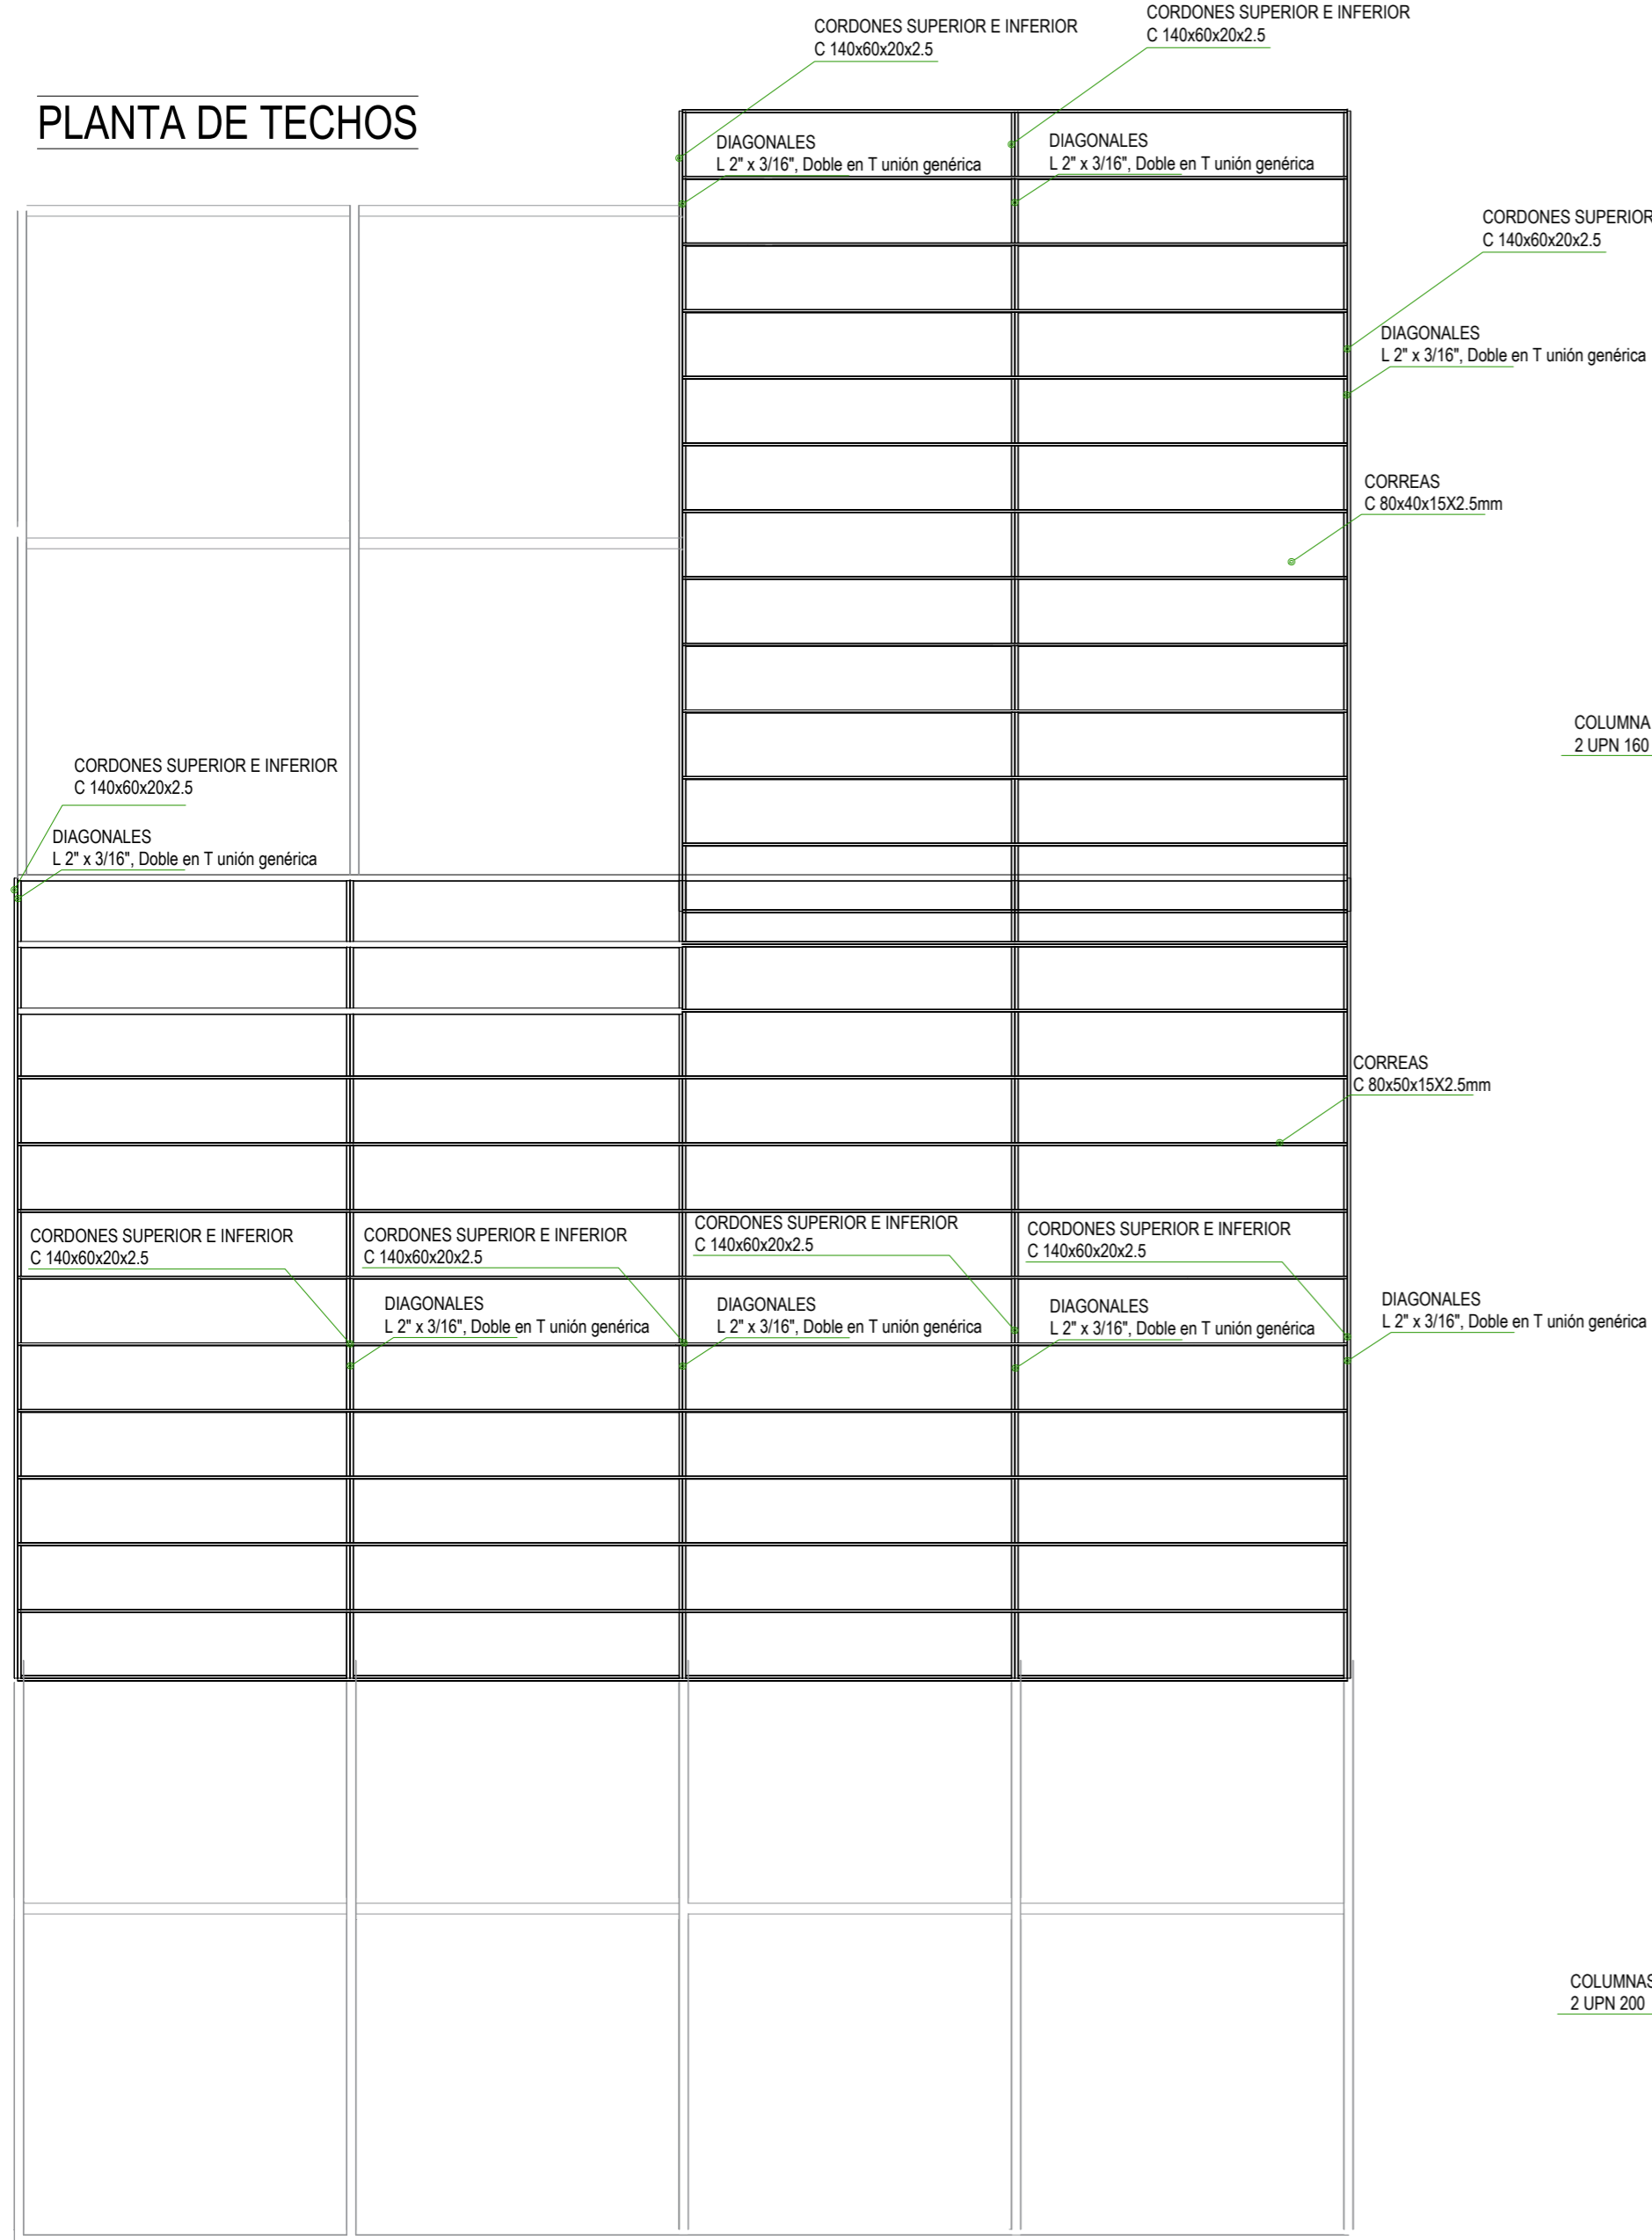 CORDONES SUPERIOR E INFERIOR
C 140x60x20x2.5
CORDONES SUPERIOR E INFERIOR
C 140x60x20x2.5
PLANTA DE TECHOS
DIAGONALES
L 2" x 3/16", Doble en T unión genérica
DIAGONALES
L 2" x 3/16", Doble en T unión genérica
CORDONES SUPERIOR
C 140x60x20x2.5
DIAGONALES
L 2" x 3/16", Doble en T unión genérica
CORREAS
C 80x40x15X2.5mm
COLUMNA
2 UPN 160
CORDONES SUPERIOR E INFERIOR
C 140x60x20x2.5
DIAGONALES
L 2" x 3/16", Doble en T unión genérica
CORREAS
C 80x50x15X2.5mm
CORDONES SUPERIOR E INFERIOR
C 140x60x20x2.5
CORDONES SUPERIOR E INFERIOR
C 140x60x20x2.5
CORDONES SUPERIOR E INFERIOR
C 140x60x20x2.5
CORDONES SUPERIOR E INFERIOR
C 140x60x20x2.5
DIAGONALES
L 2" x 3/16", Doble en T unión genérica
DIAGONALES
L 2" x 3/16", Doble en T unión genérica
DIAGONALES
L 2" x 3/16", Doble en T unión genérica
DIAGONALES
L 2" x 3/16", Doble en T unión genérica
COLUMNAS
2 UPN 200